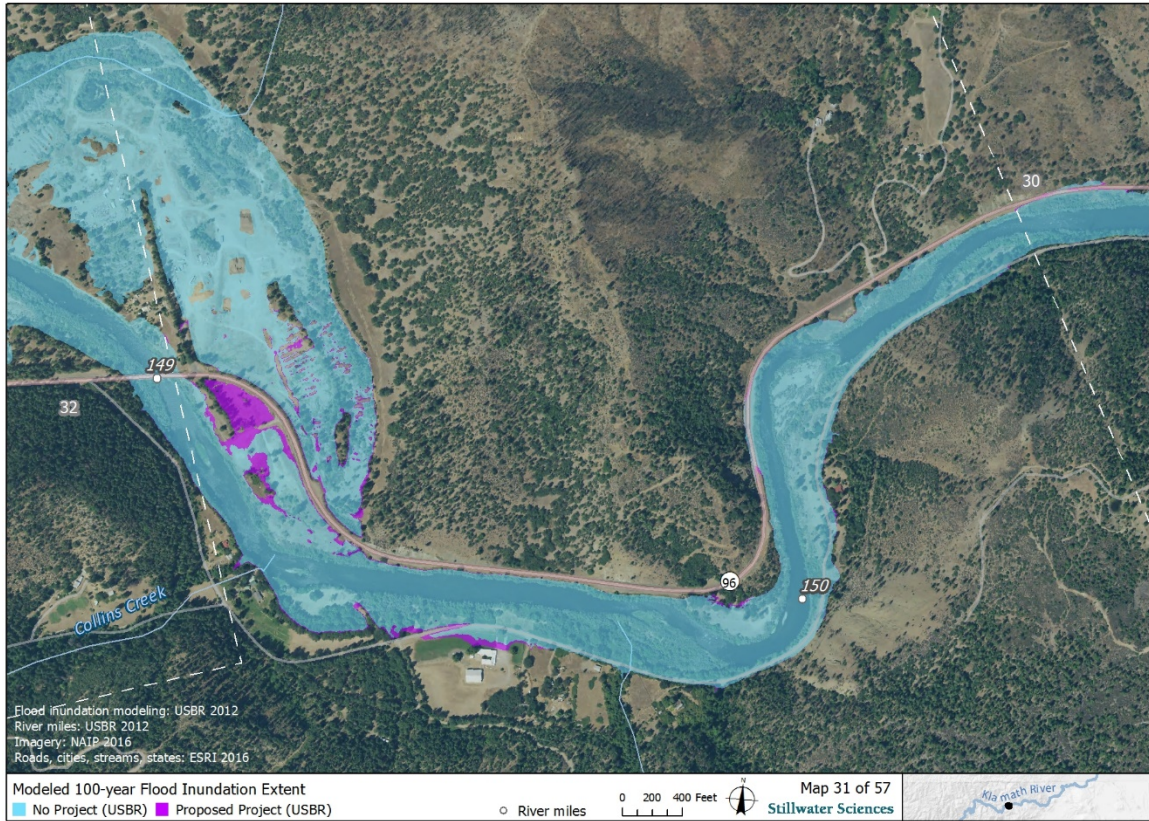 30
149
32
96
150
Collins Creek
Flood inundation modeling: USBR 2012
River miles: USBR 2012
Imagery: NAIP 2016
Roads, cities, streams, states: ESRI 2016
Modeled 100-year Flood Inundation Extent
No Project (USBR) Proposed Project (USBR)
River miles
0 200 400 Feet
N
Map 31 of 57
Stillwater Sciences
Kla math River